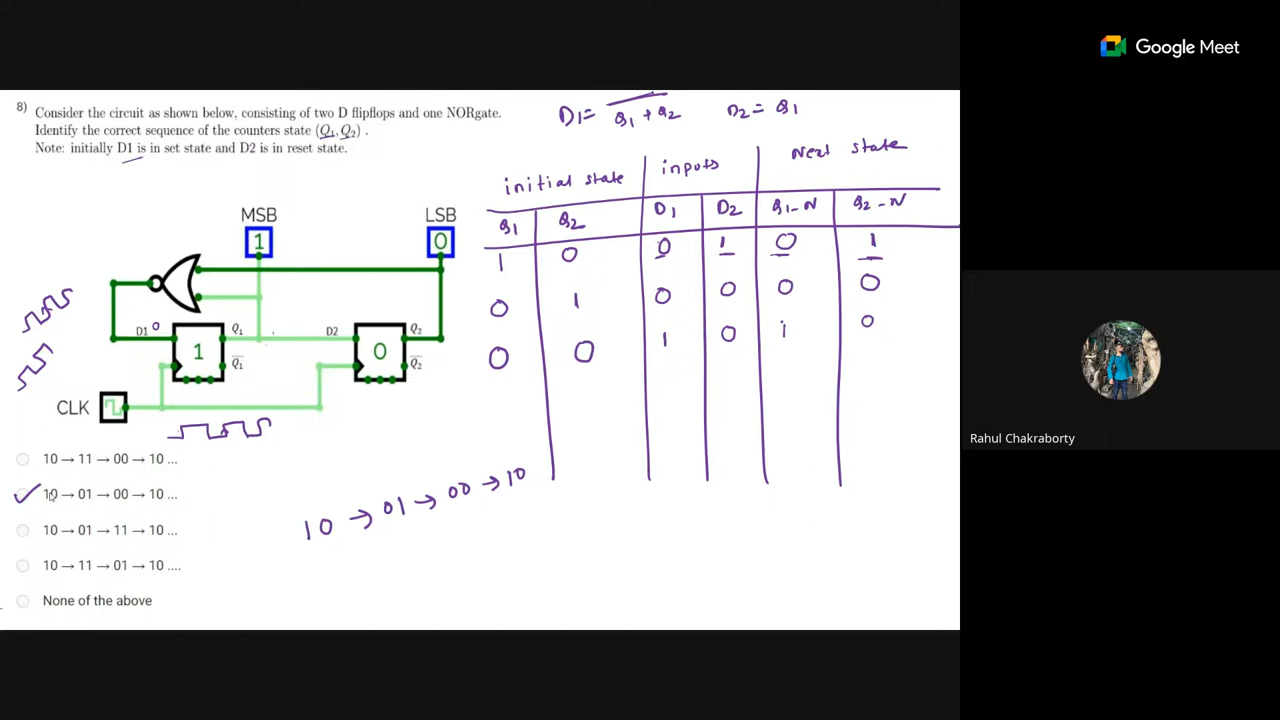 Google Meet
8) Consider the circuit as shown below, consisting of two D flipflops and one NORgate.
Identify the correct sequence of the counters state (Q1,Q2) .
Note: initially D1 is in set state and D2 is in reset state.
D1 = Q1 + Q2 D2 = Q1
initial state inputs Next state
Q1 Q2 D1 D2 Q1-N Q2-N
1 0 0 1 0 1
0 1 0 0 0 0
0 0 1 0 1 0
MSB LSB
1 0
D1 0 Q1 D2 Q2
1 0
Q1 Q2
CLK
10 → 11 → 00 → 10 ...
10 → 01 → 00 → 10 ...
10 → 01 → 11 → 10 ...
10 → 11 → 01 → 10 ....
None of the above
10 → 01 → 00 → 10
Rahul Chakraborty